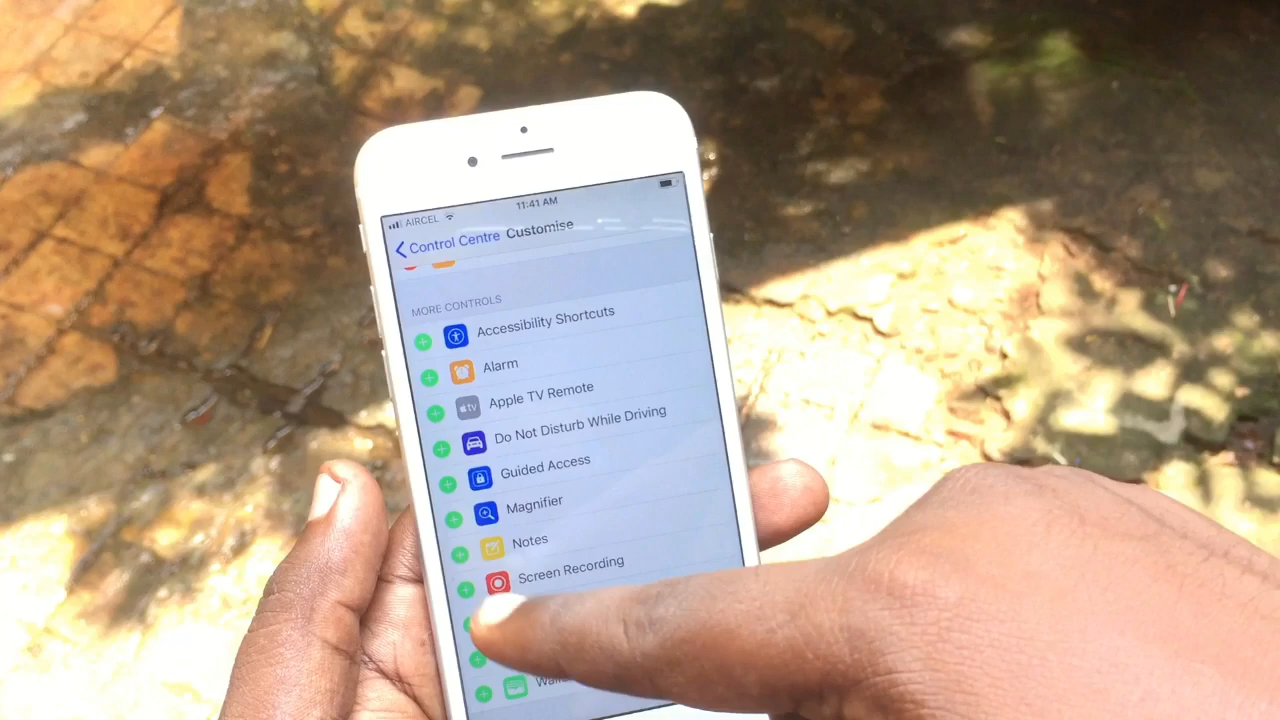 AIRCEL 11:41 AM
Control Centre Customise
MORE CONTROLS
Accessibility Shortcuts
Alarm
tv Apple TV Remote
Do Not Disturb While Driving
Guided Access
Magnifier
Notes
Screen Recording